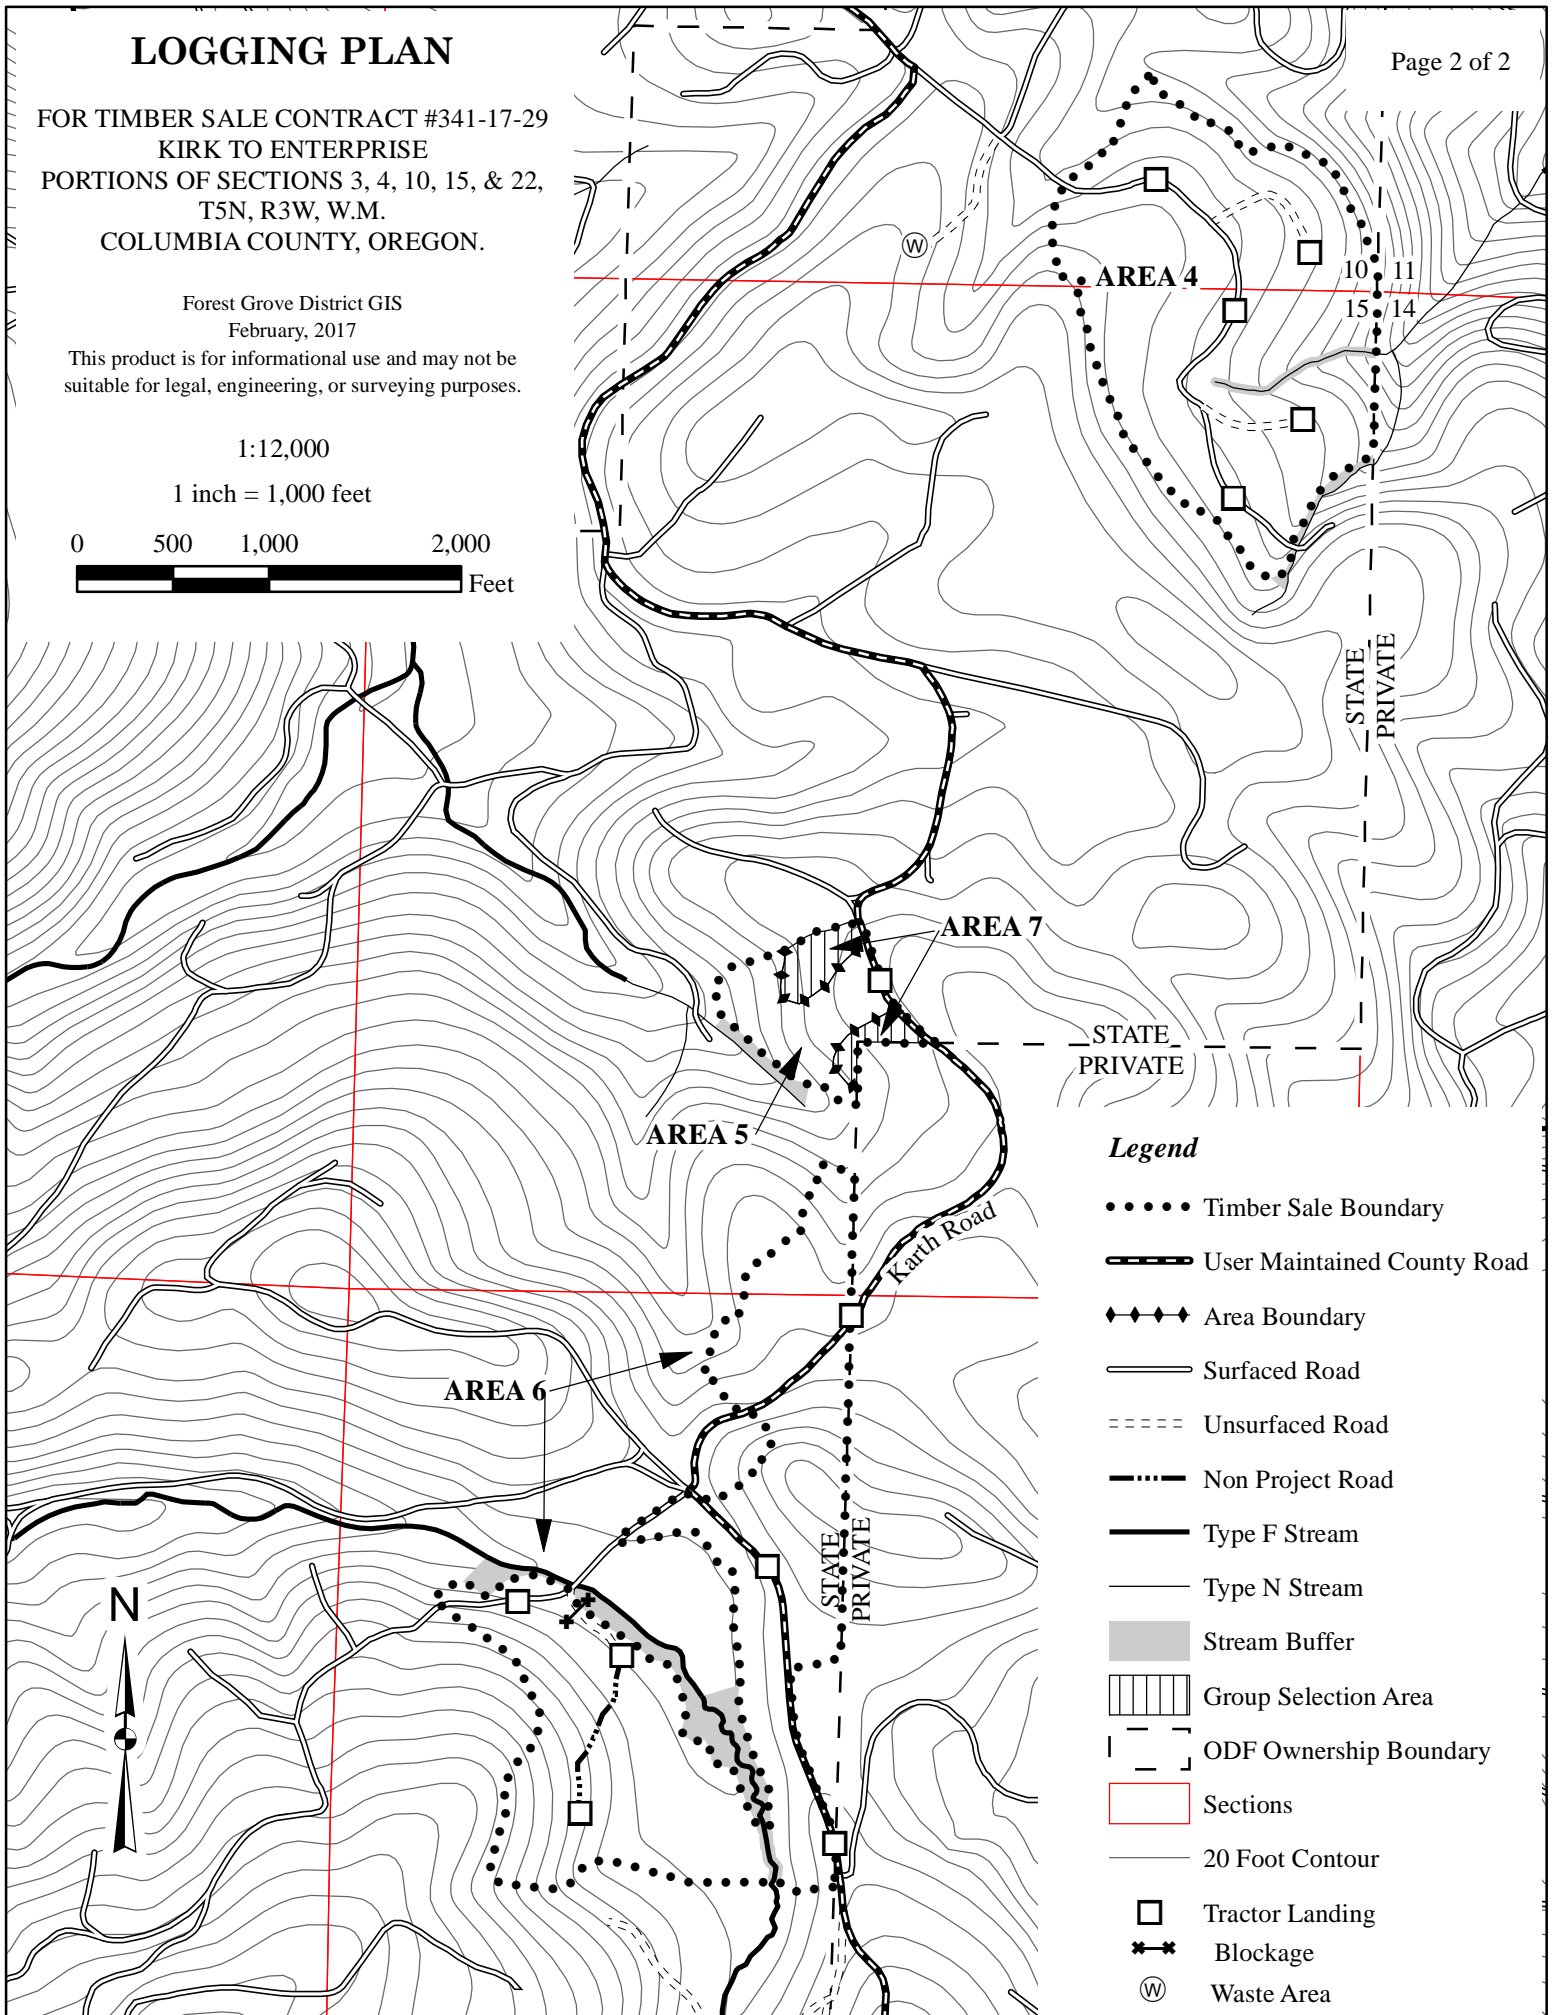 LOGGING PLAN
Page 2 of 2
FOR TIMBER SALE CONTRACT #341-17-29
KIRK TO ENTERPRISE
PORTIONS OF SECTIONS 3, 4, 10, 15, & 22,
T5N, R3W, W.M.
COLUMBIA COUNTY, OREGON.
Forest Grove District GIS
February, 2017
This product is for informational use and may not be
suitable for legal, engineering, or surveying purposes.
1:12,000
1 inch = 1,000 feet
0 500 1,000 2,000
Feet
W
AREA 4
10 11
15 14
STATE
PRIVATE
AREA 7
STATE
PRIVATE
AREA 5
Karth Road
AREA 6
STATE
PRIVATE
N
Legend
Timber Sale Boundary
User Maintained County Road
Area Boundary
Surfaced Road
Unsurfaced Road
Non Project Road
Type F Stream
Type N Stream
Stream Buffer
Group Selection Area
ODF Ownership Boundary
Sections
20 Foot Contour
Tractor Landing
Blockage
W Waste Area